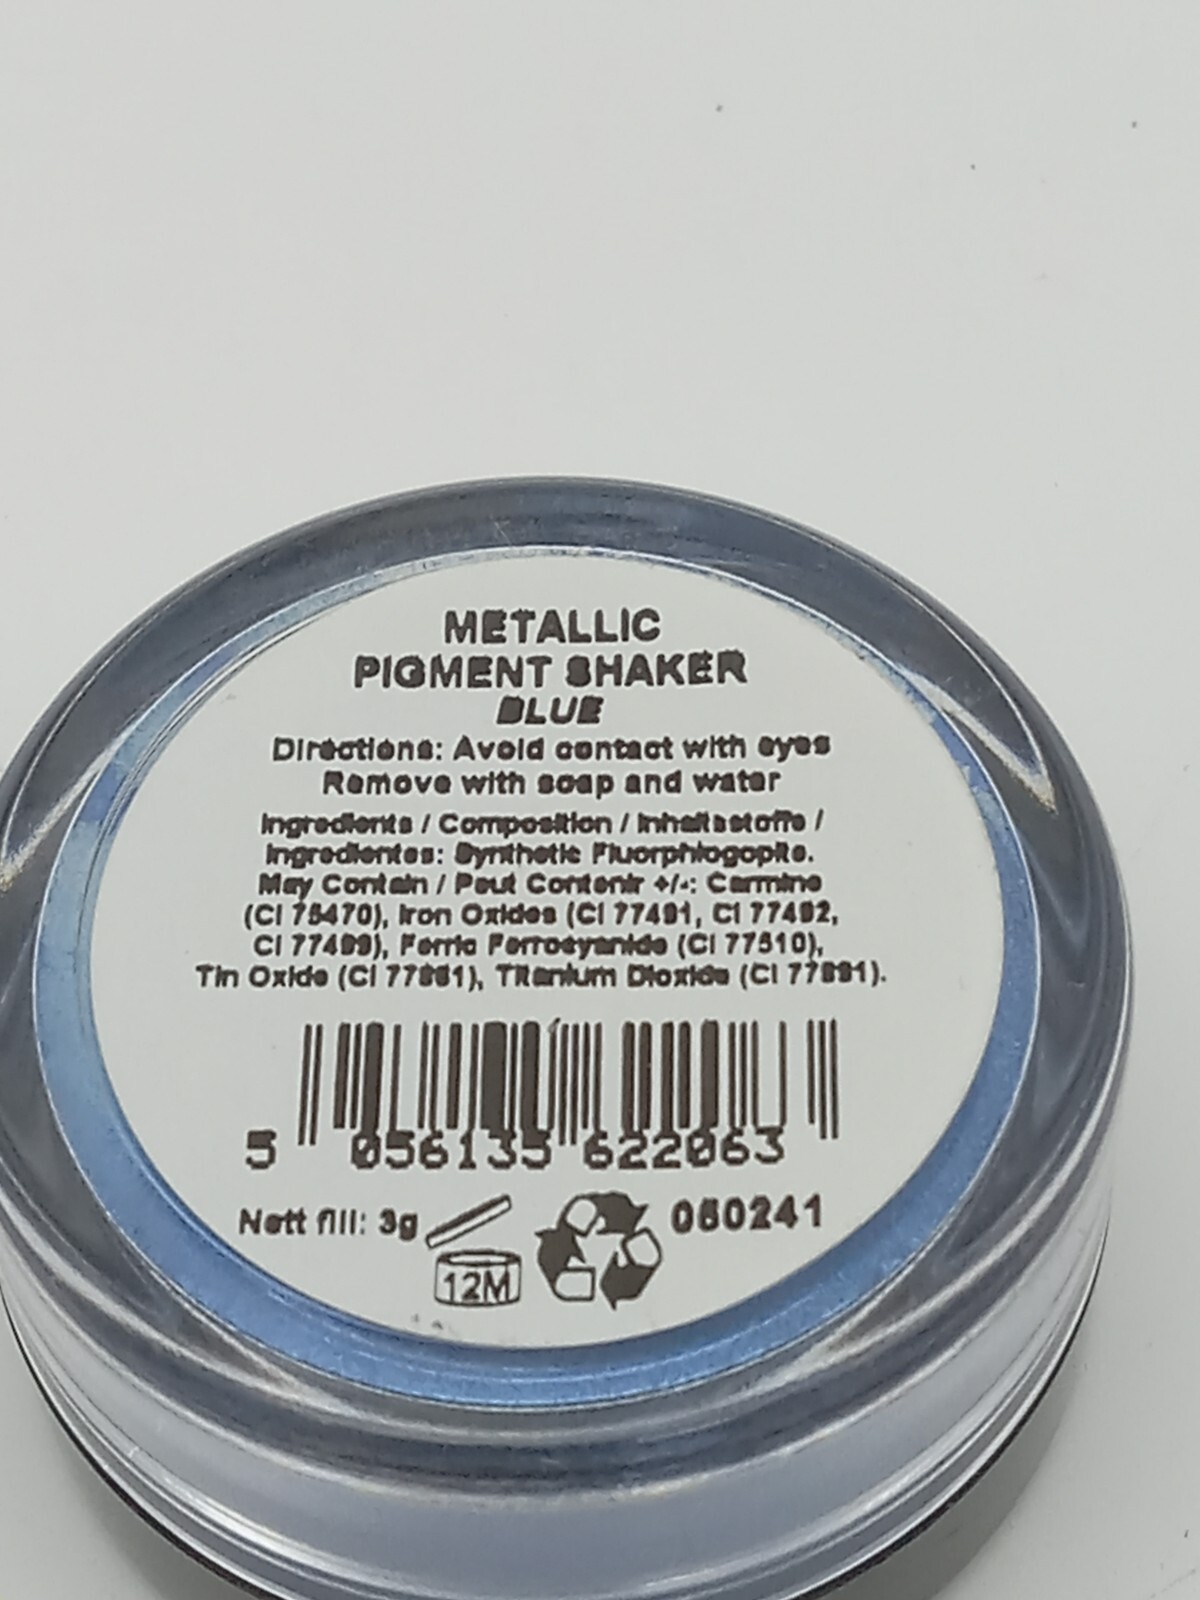 METALLIC
PIGMENT SHAKER
BLUE
Directions: Avoid contact with eyes
Remove with soap and water
Ingredients / Composition / Inhaltsstoffe /
Ingredientes: Synthetic Fluorphlogopite.
May Contain / Peut Contenir +/-: Carmine
(CI 75470), Iron Oxides (CI 77491, CI 77492,
CI 77499), Ferric Ferrocyanide (CI 77510),
Tin Oxide (CI 77861), Titanium Dioxide (CI 77891).
5 056135 622063
Nett fill: 3g
12M